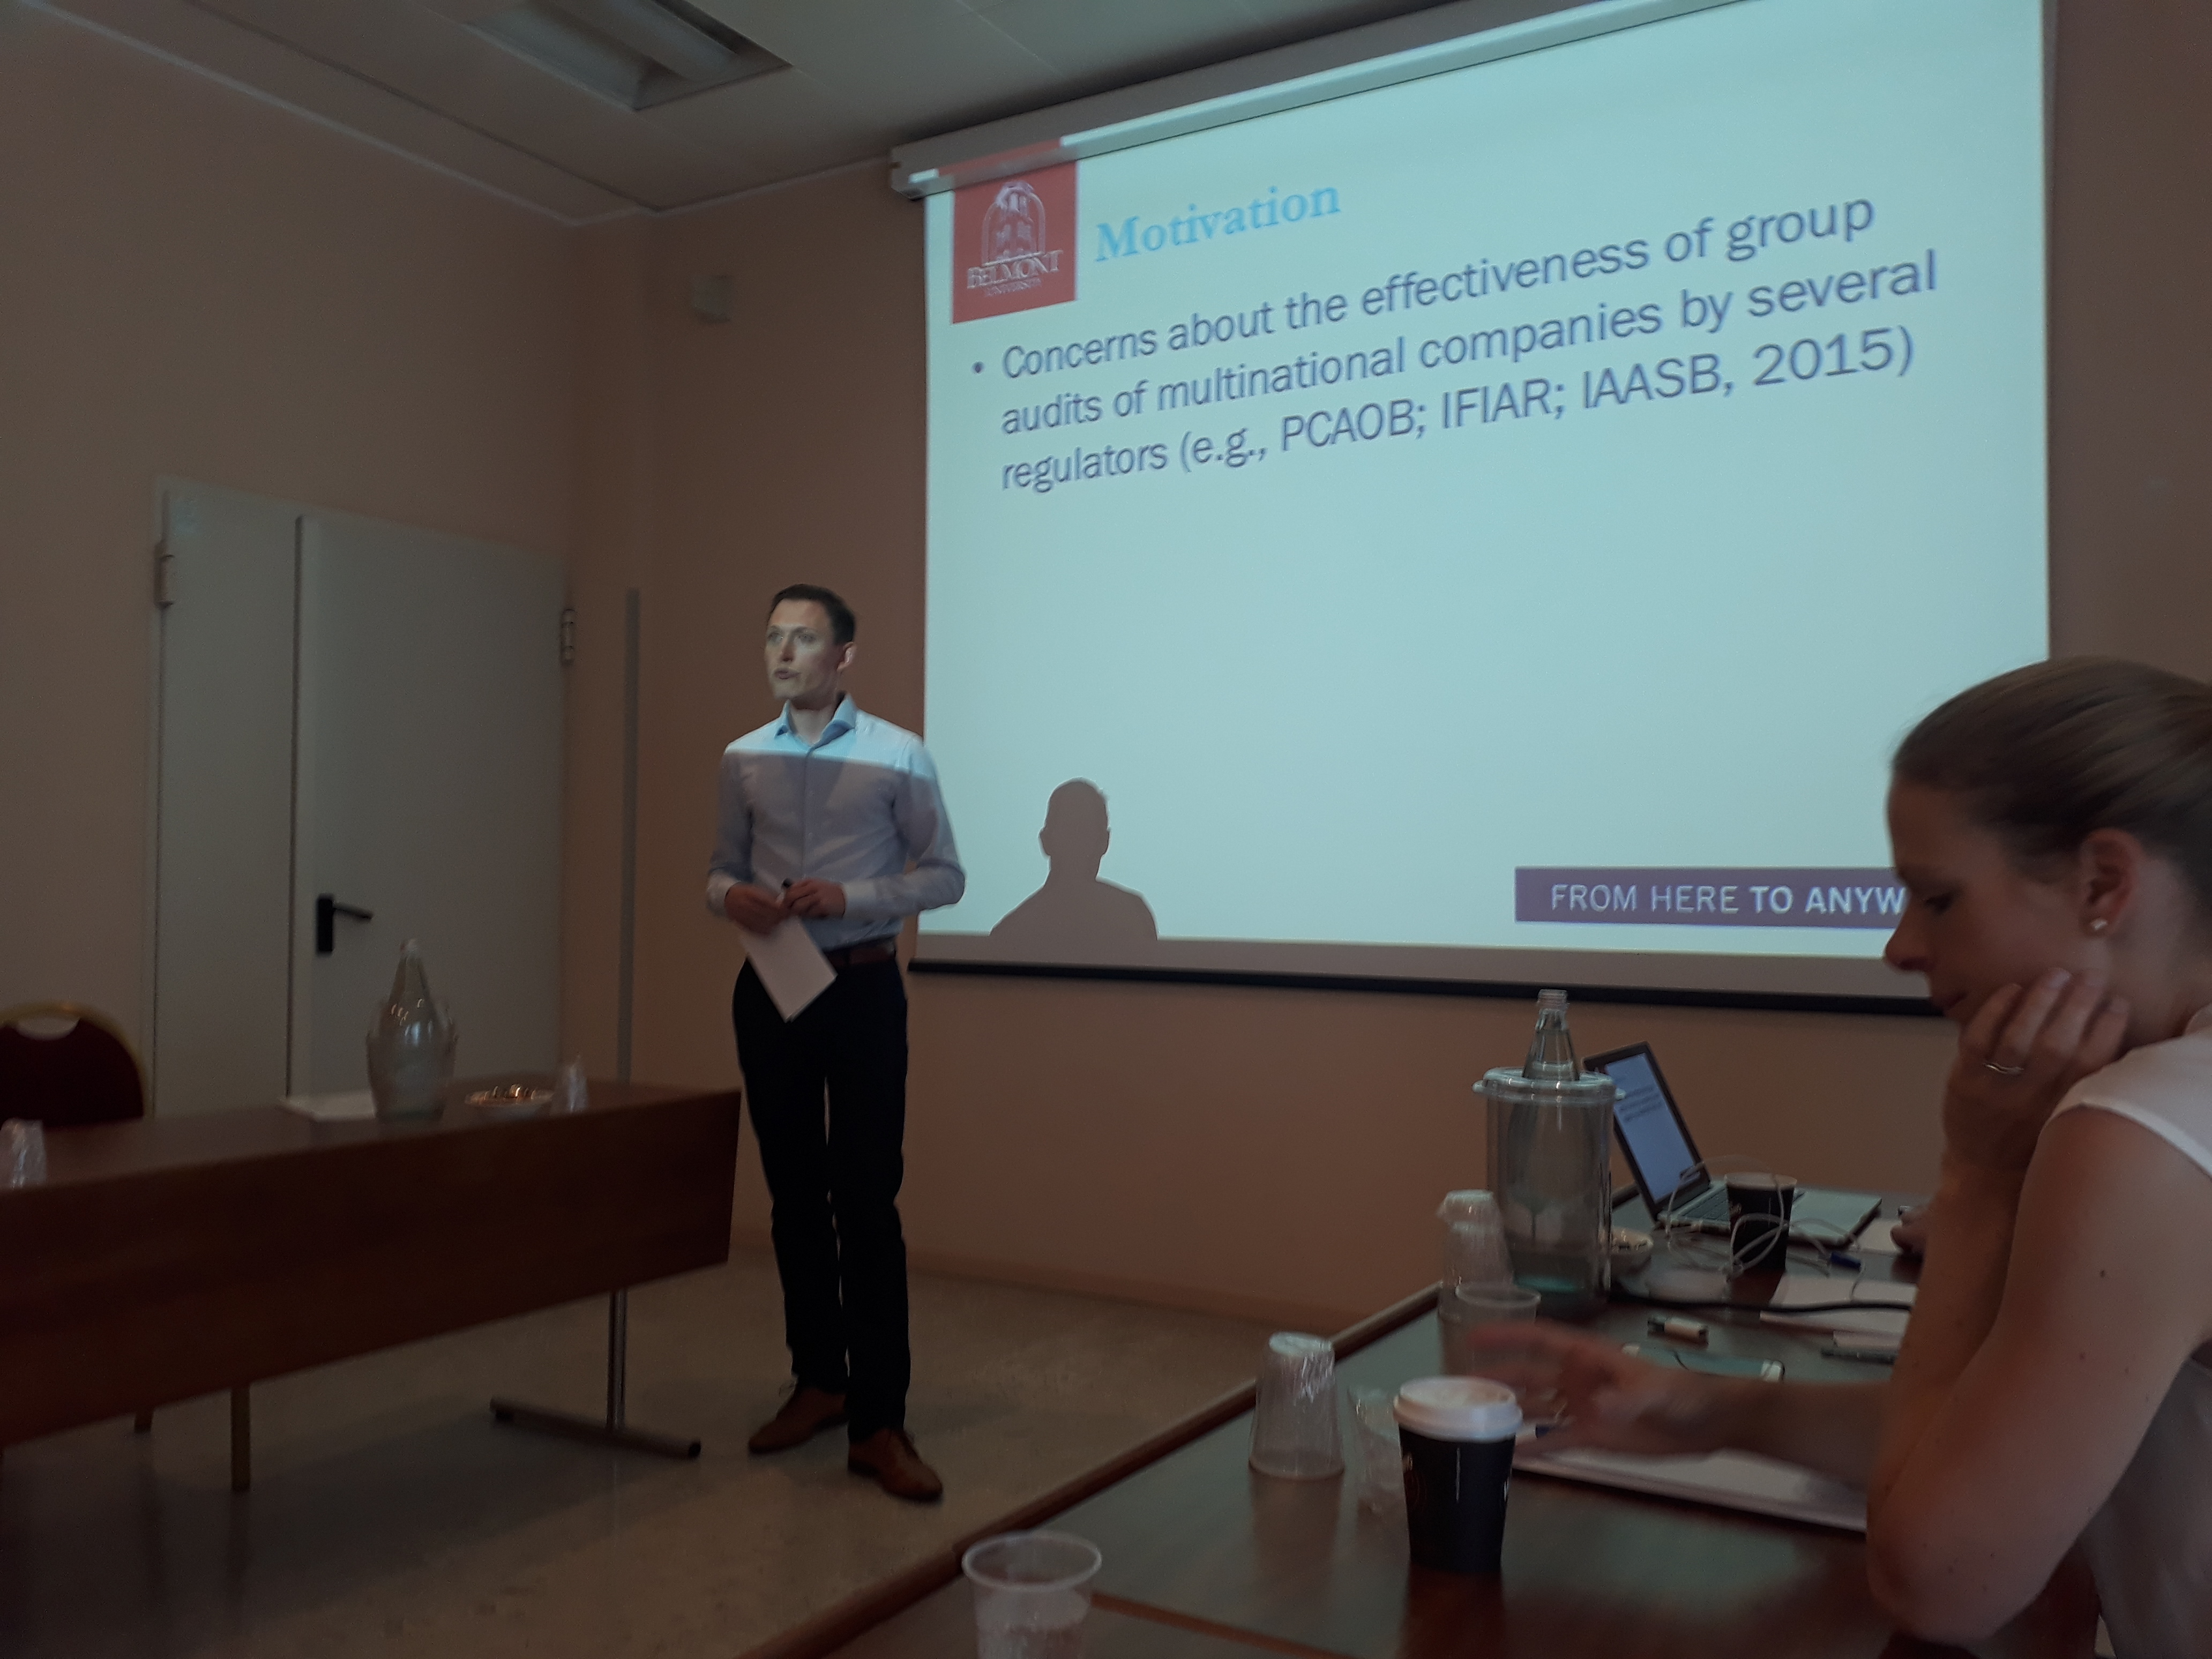 BELMONT
UNIVERSITY
Motivation
• Concerns about the effectiveness of group
audits of multinational companies by several
regulators (e.g., PCAOB; IFIAR; IAASB, 2015)
FROM HERE TO ANYW